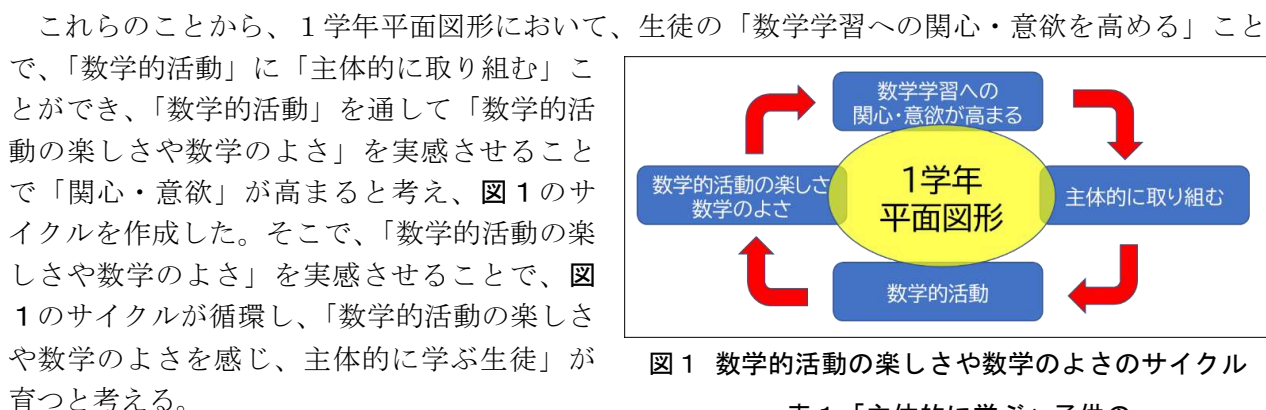 これらのことから、１学年平面図形において、生徒の「数学学習への関心・意欲を高める」こと
で、「数学的活動」に「主体的に取り組む」こ
とができ、「数学的活動」を通して「数学的活
動の楽しさや数学のよさ」を実感させること
で「関心・意欲」が高まると考え、図１のサ
イクルを作成した。そこで、「数学的活動の楽
しさや数学のよさ」を実感させることで、図
１のサイクルが循環し、「数学的活動の楽しさ
や数学のよさを感じ、主体的に学ぶ生徒」が
育つと考える。
数学学習への
関心・意欲が高まる
数学的活動の楽しさ
数学のよさ
1学年
平面図形
主体的に取り組む
数学的活動
図１ 数学的活動の楽しさや数学のよさのサイクル
表１「主体的に学ぶ」子供の